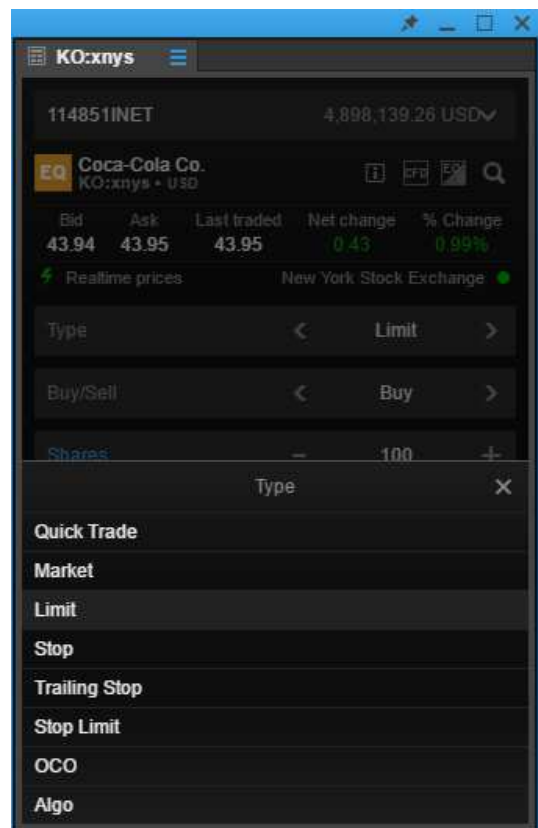 KO:xnys
114851INET 4,898,139.26 USD
EQ Coca-Cola Co. CFD
KO:xnys • USD
Bid Ask Last traded Net change % Change
43.94 43.95 43.95 0.43 0.99%
Realtime prices New York Stock Exchange
Type Limit
Buy/Sell Buy
Shares 100
Type
Quick Trade
Market
Limit
Stop
Trailing Stop
Stop Limit
OCO
Algo